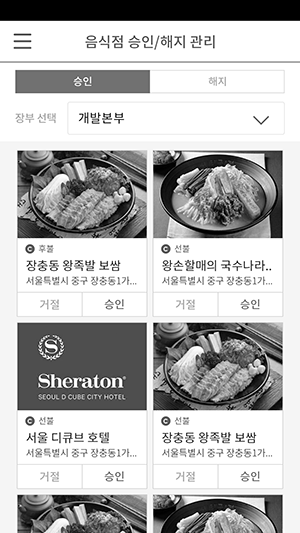 음식점 승인/해지 관리
승인 해지
장부 선택 개발본부
C 후불
장충동 왕족발 보쌈
서울특별시 중구 장충동1가...
거절 승인
C 선불
왕손할매의 국수나라..
서울특별시 중구 장충동1가...
거절 승인
S
Sheraton®
SEOUL D CUBE CITY HOTEL
C 선불
서울 디큐브 호텔
서울특별시 중구 장충동1가...
거절 승인
C 선불
장충동 왕족발 보쌈
서울특별시 중구 장충동1가...
거절 승인
S